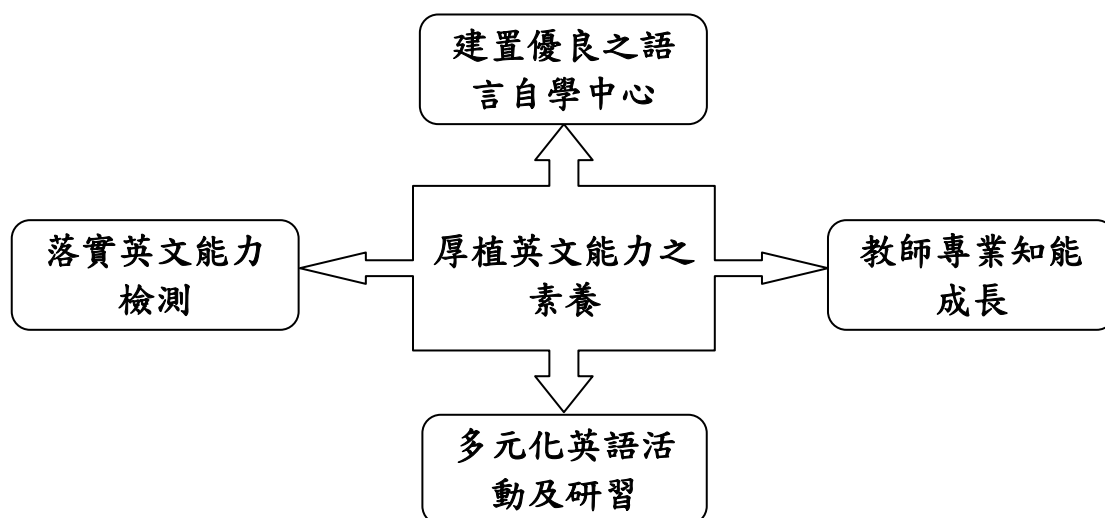 建置優良之語
言自學中心
落實英文能力
檢測
厚植英文能力之
素養
教師專業知能
成長
多元化英語活
動及研習